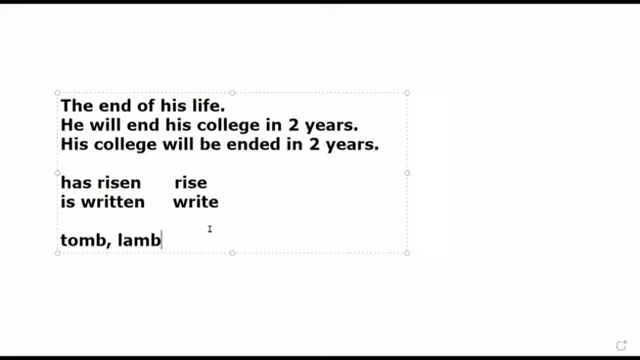 The end of his life.
He will end his college in 2 years.
His college will be ended in 2 years.
has risen rise
is written write
tomb, lamb